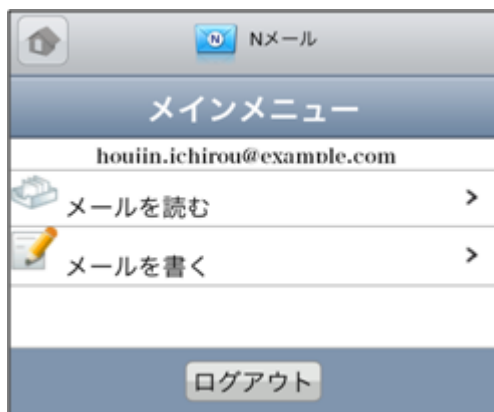 Nメール
メインメニュー
houjin.ichirou@example.com
メールを読む
メールを書く
ログアウト